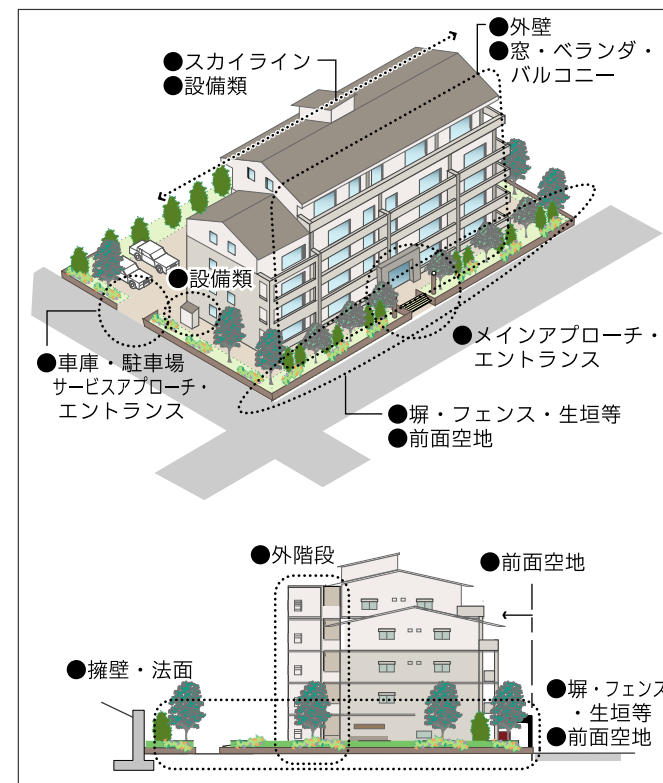 ●外壁
●窓・ベランダ・
バルコニー
●スカイライン
●設備類
●設備類
●メインアプローチ・
エントランス
●車庫・駐車場
サービスアプローチ・
エントランス
●塀・フェンス・生垣等
●前面空地
●外階段
●前面空地
●擁壁・法面
●塀・フェンス
・生垣等
●前面空地